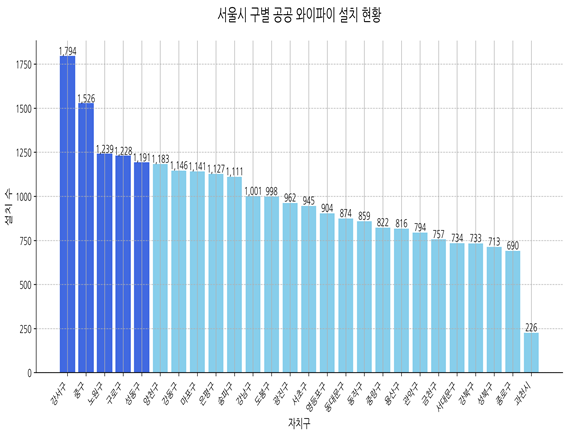 서울시 구별 공공 와이파이 설치 현황
설치 수
1750
1500
1250
1000
750
500
250
0
1,794
1,526
1,239
1,228
1,191
1,183
1,146
1,141
1,127
1,111
1,001
998
962
945
904
874
859
822
816
794
757
734
733
713
690
226
강서구
중구
노원구
구로구
성동구
양천구
강동구
마포구
은평구
송파구
강남구
도봉구
광진구
서초구
영등포구
동대문구
동작구
중랑구
용산구
관악구
금천구
서대문구
강북구
성북구
종로구
과천시
자치구